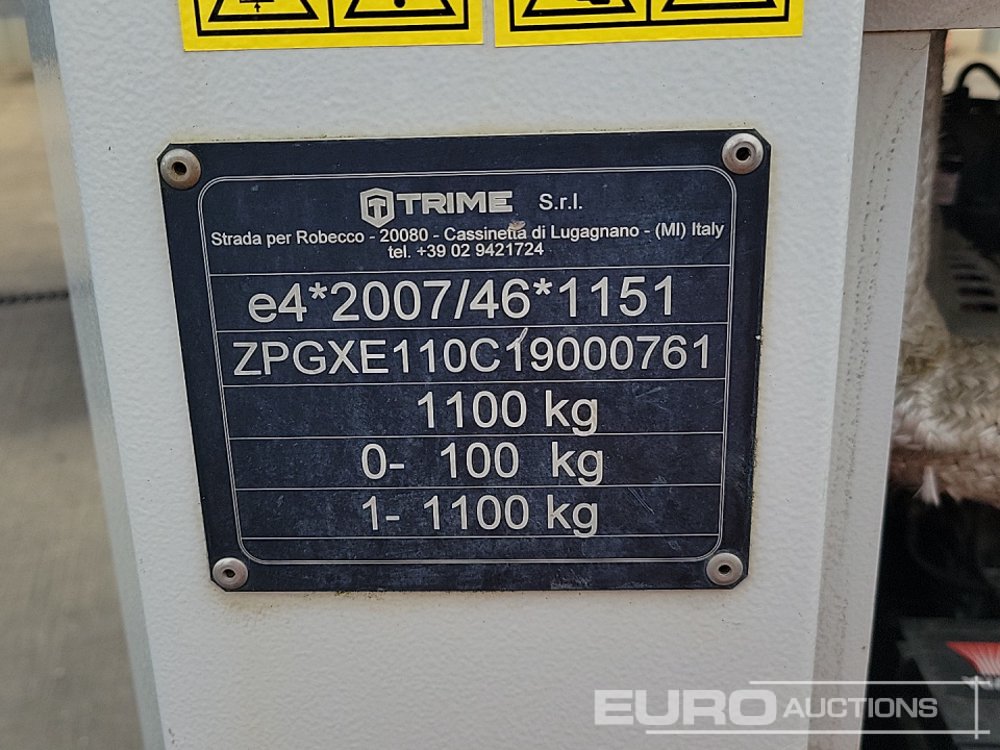 TRIME S.r.l.
Strada per Robecco - 20080 - Cassinetta di Lugagnano - (MI) Italy
tel. +39 02 9421724
e4*2007/46*1151
ZPGXE110C19000761
1100 kg
0- 100 kg
1- 1100 kg
EURO AUCTIONS